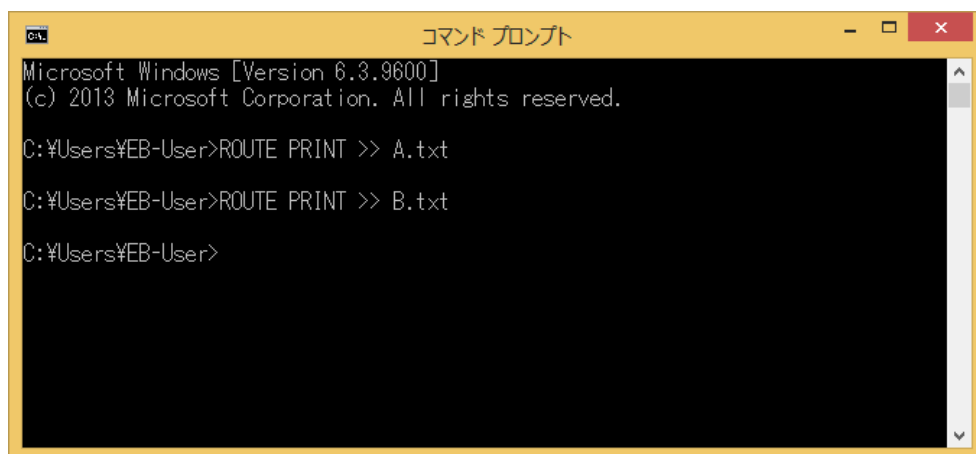 C:\.
コマンド プロンプト
Microsoft Windows [Version 6.3.9600]
(c) 2013 Microsoft Corporation. All rights reserved.
C:¥Users¥EB-User>ROUTE PRINT >> A.txt
C:¥Users¥EB-User>ROUTE PRINT >> B.txt
C:¥Users¥EB-User>